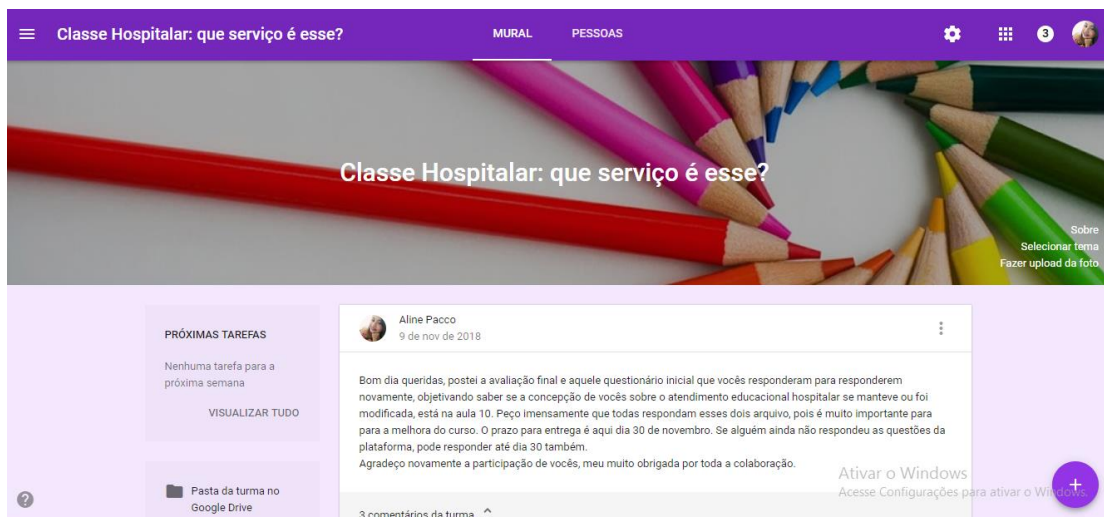 Classe Hospitalar: que serviço é esse?
MURAL
PESSOAS
3
Classe Hospitalar: que serviço é esse?
Sobre
Selecionar tema
Fazer upload da foto
PRÓXIMAS TAREFAS
Nenhuma tarefa para a
próxima semana
VISUALIZAR TUDO
Pasta da turma no
Google Drive
Aline Pacco
9 de nov de 2018
Bom dia queridas, postei a avaliação final e aquele questionário inicial que vocês responderam para responderem
novamente, objetivando saber se a concepção de vocês sobre o atendimento educacional hospitalar se manteve ou foi
modificada, está na aula 10. Peço imensamente que todas respondam esses dois arquivo, pois é muito importante para
para a melhora do curso. O prazo para entrega é aqui dia 30 de novembro. Se alguém ainda não respondeu as questões da
plataforma, pode responder até dia 30 também.
Agradeço novamente a participação de vocês, meu muito obrigada por toda a colaboração.
3 comentários da turma
Ativar o Windows
Acesse Configurações para ativar o Windows.